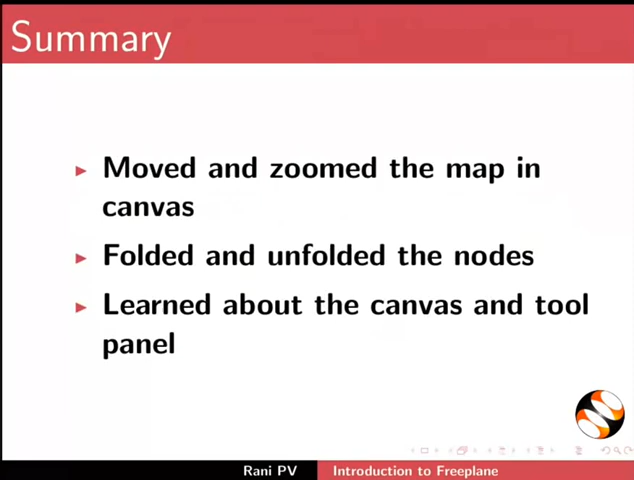 Summary
Moved and zoomed the map in
canvas
Folded and unfolded the nodes
Learned about the canvas and tool
panel
Rani PV
Introduction to Freeplane